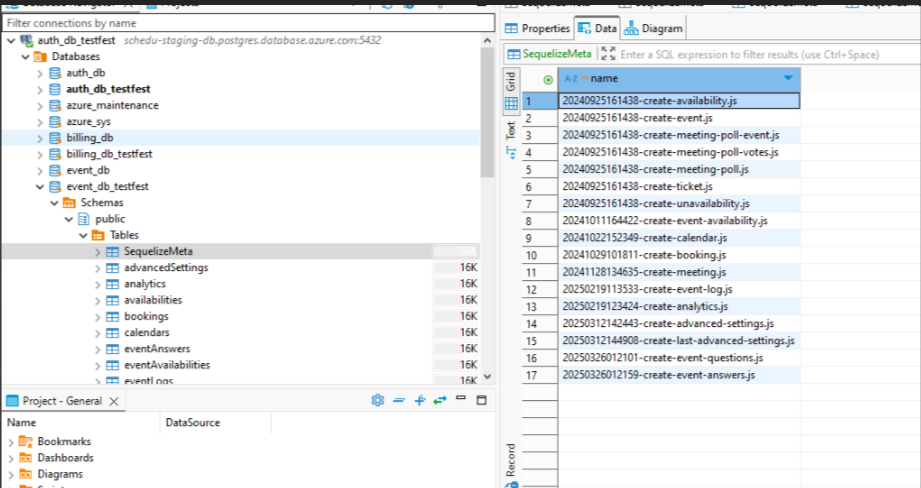 Filter connections by name
auth_db_testfest schedu-staging-db.postgres.database.azure.com:5432
Databases
auth_db
auth_db_testfest
azure_maintenance
azure_sys
billing_db
billing_db_testfest
event_db
event_db_testfest
Schemas
public
Tables
SequelizeMeta
advancedSettings 16K
analytics 16K
availabilities 16K
bookings 16K
calendars 16K
eventAnswers 16K
eventAvailabilities 16K
eventLogs 16K
Project - General
Name DataSource
Bookmarks
Dashboards
Diagrams
Properties Data Diagram
SequelizeMeta Enter a SQL expression to filter results (use Ctrl+Space)
Grid
Text
Record
A-Z name
1 20240925161438-create-availability.js
2 20240925161438-create-event.js
3 20240925161438-create-meeting-poll-event.js
4 20240925161438-create-meeting-poll-votes.js
5 20240925161438-create-meeting-poll.js
6 20240925161438-create-ticket.js
7 20240925161438-create-unavailability.js
8 20241011164422-create-event-availability.js
9 20241022152349-create-calendar.js
10 20241029101811-create-booking.js
11 20241128134635-create-meeting.js
12 20250219113533-create-event-log.js
13 20250219123424-create-analytics.js
14 20250312142443-create-advanced-settings.js
15 20250312144908-create-last-advanced-settings.js
16 20250326012101-create-event-questions.js
17 20250326012159-create-event-answers.js